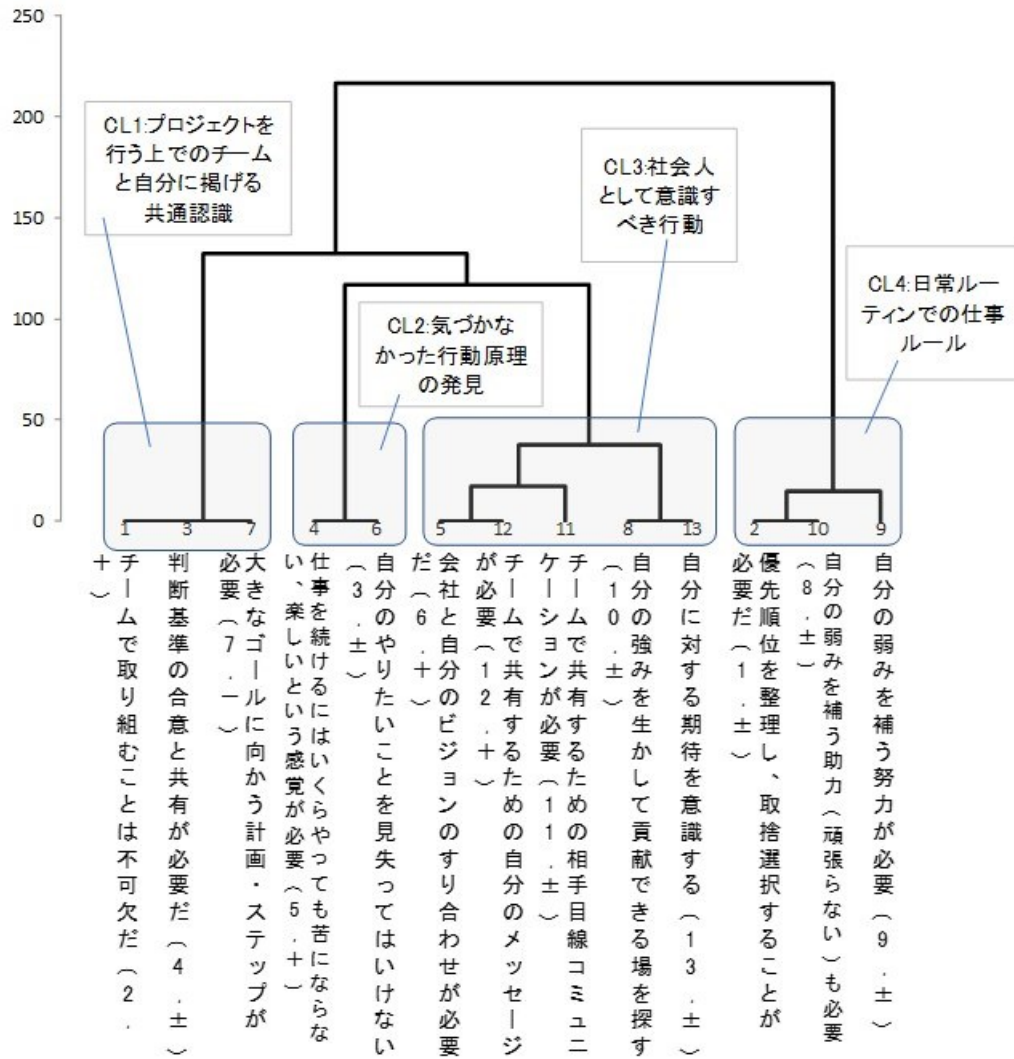 250
200
150
100
50
0
CL1:プロジェクトを
行う上でのチーム
と自分に掲げる
共通認識
CL2:気づかな
かった行動原理
の発見
CL3:社会人
として意識す
べき行動
CL4:日常ルー
ティンでの仕事
ルール
1 3 7 4 6 5 12 11 8 13 2 10 9
チームで取り組むことは不可欠だ（２．
＋）
判断基準の合意と共有が必要だ（４．±）
大きなゴールに向かう計画・ステップが
必要（７．－）
仕事を続けるにはいくらやっても苦にならな
い、楽しいという感覚が必要（５．＋）
自分のやりたいことを見失ってはいけない
（３．±）
会社と自分のビジョンのすり合わせが必要
だ（６．＋）
チームで共有するための自分のメッセージ
が必要（１２．＋）
チームで共有するための相手目線コミュニ
ケーションが必要（１１．±）
自分の強みを生かして貢献できる場を探す
（１０．±）
自分に対する期待を意識する（１３．±）
優先順位を整理し、取捨選択することが
必要だ（１．±）
自分の弱みを補う助力（頑張らない）も必要
（８．±）
自分の弱みを補う努力が必要（９．±）